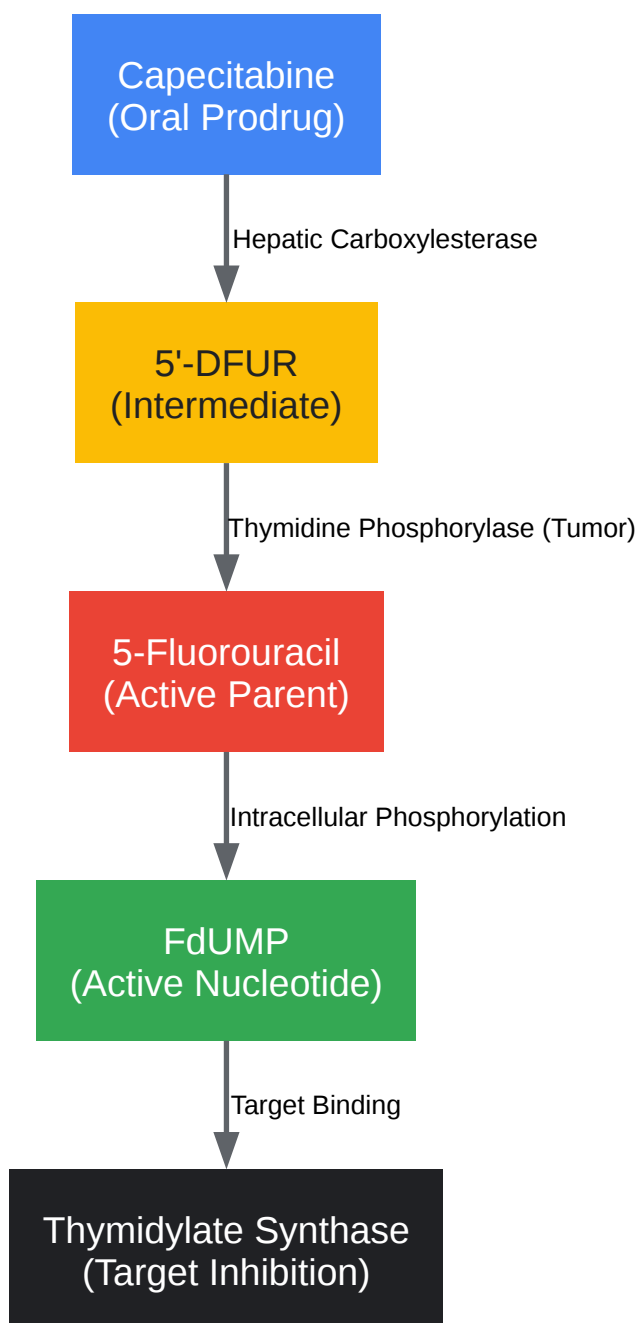 Capecitabine
(Oral Prodrug)
Hepatic Carboxylesterase
5'-DFUR
(Intermediate)
Thymidine Phosphorylase (Tumor)
5-Fluorouracil
(Active Parent)
Intracellular Phosphorylation
FdUMP
(Active Nucleotide)
Target Binding
Thymidylate Synthase
(Target Inhibition)